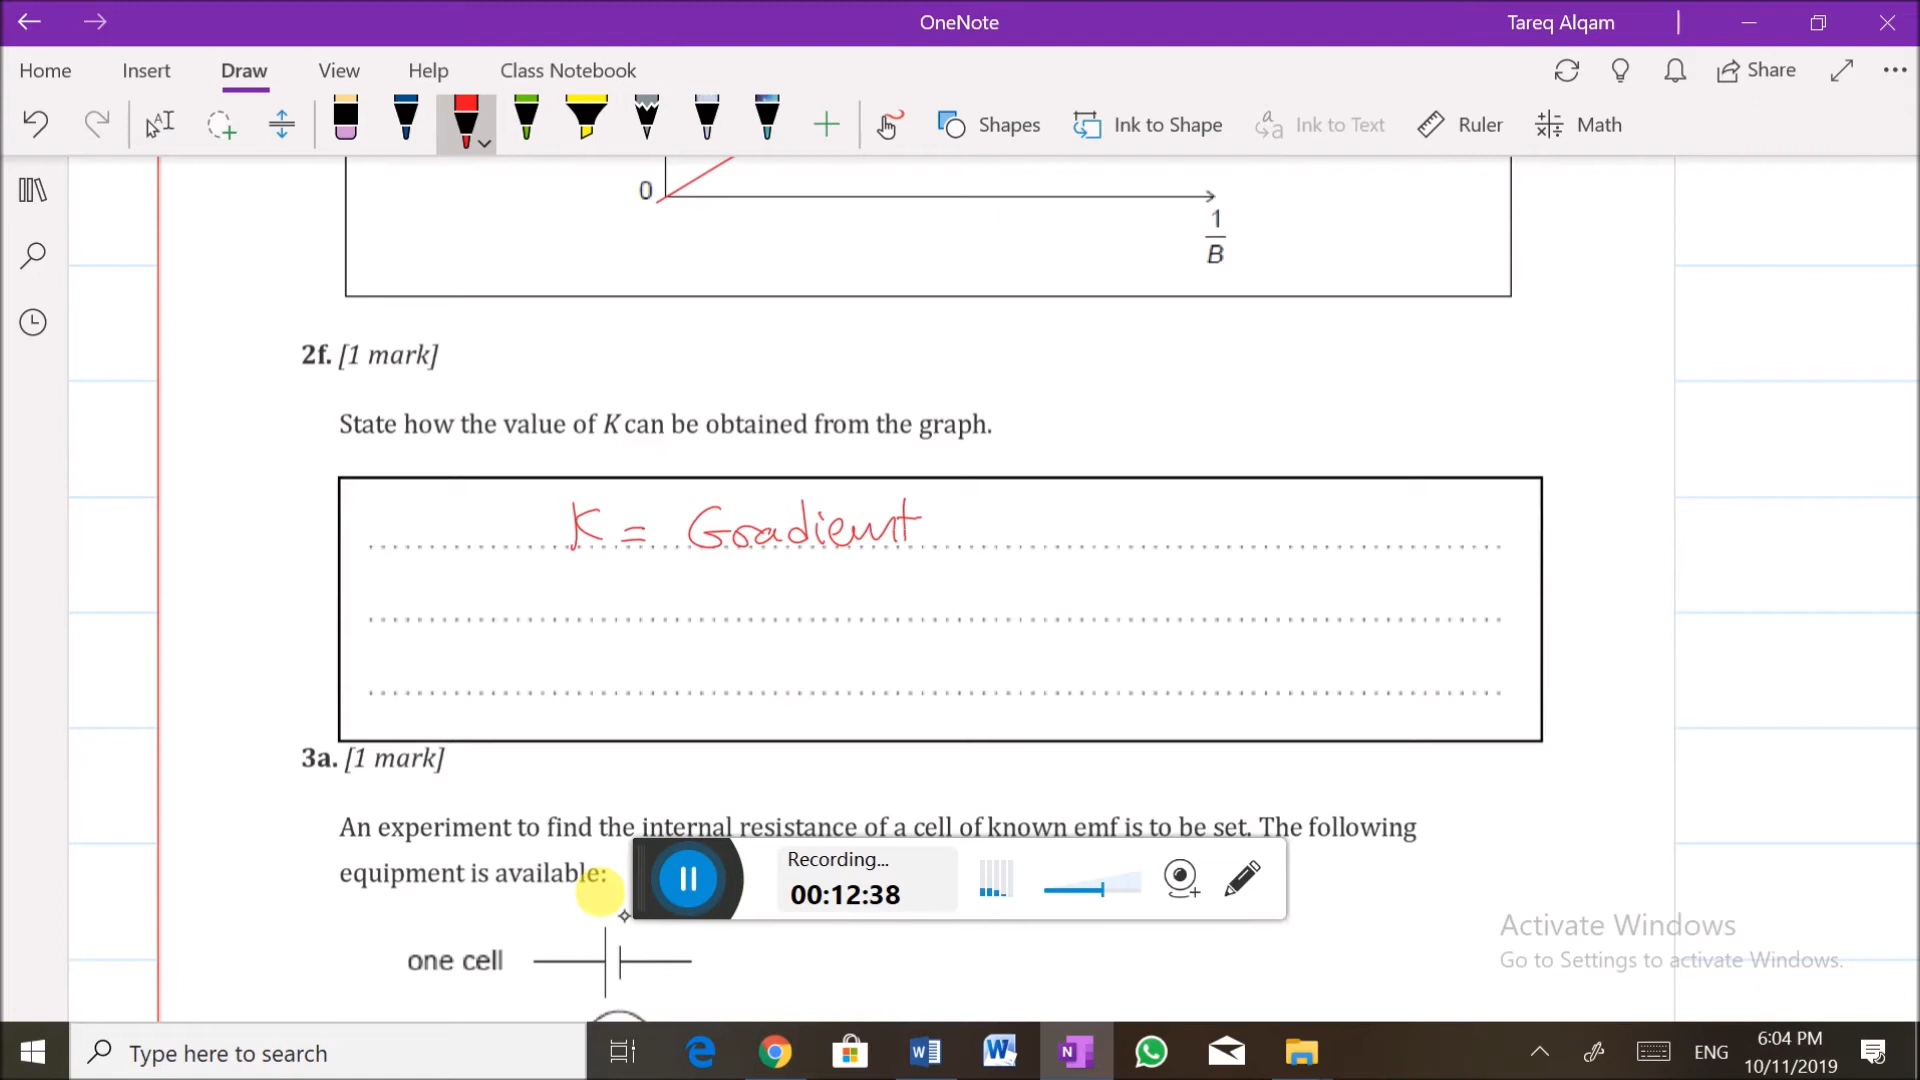 OneNote
Tareq Alqam
Home Insert Draw View Help Class Notebook
Share
Shapes Ink to Shape Ink to Text Ruler Math
0
1
B
2f. [1 mark]
State how the value of K can be obtained from the graph.
K = Gradient
3a. [1 mark]
An experiment to find the internal resistance of a cell of known emf is to be set. The following
equipment is available:
Recording...
00:12:38
one cell
Activate Windows
Go to Settings to activate Windows.
Type here to search
ENG
6:04 PM
10/11/2019